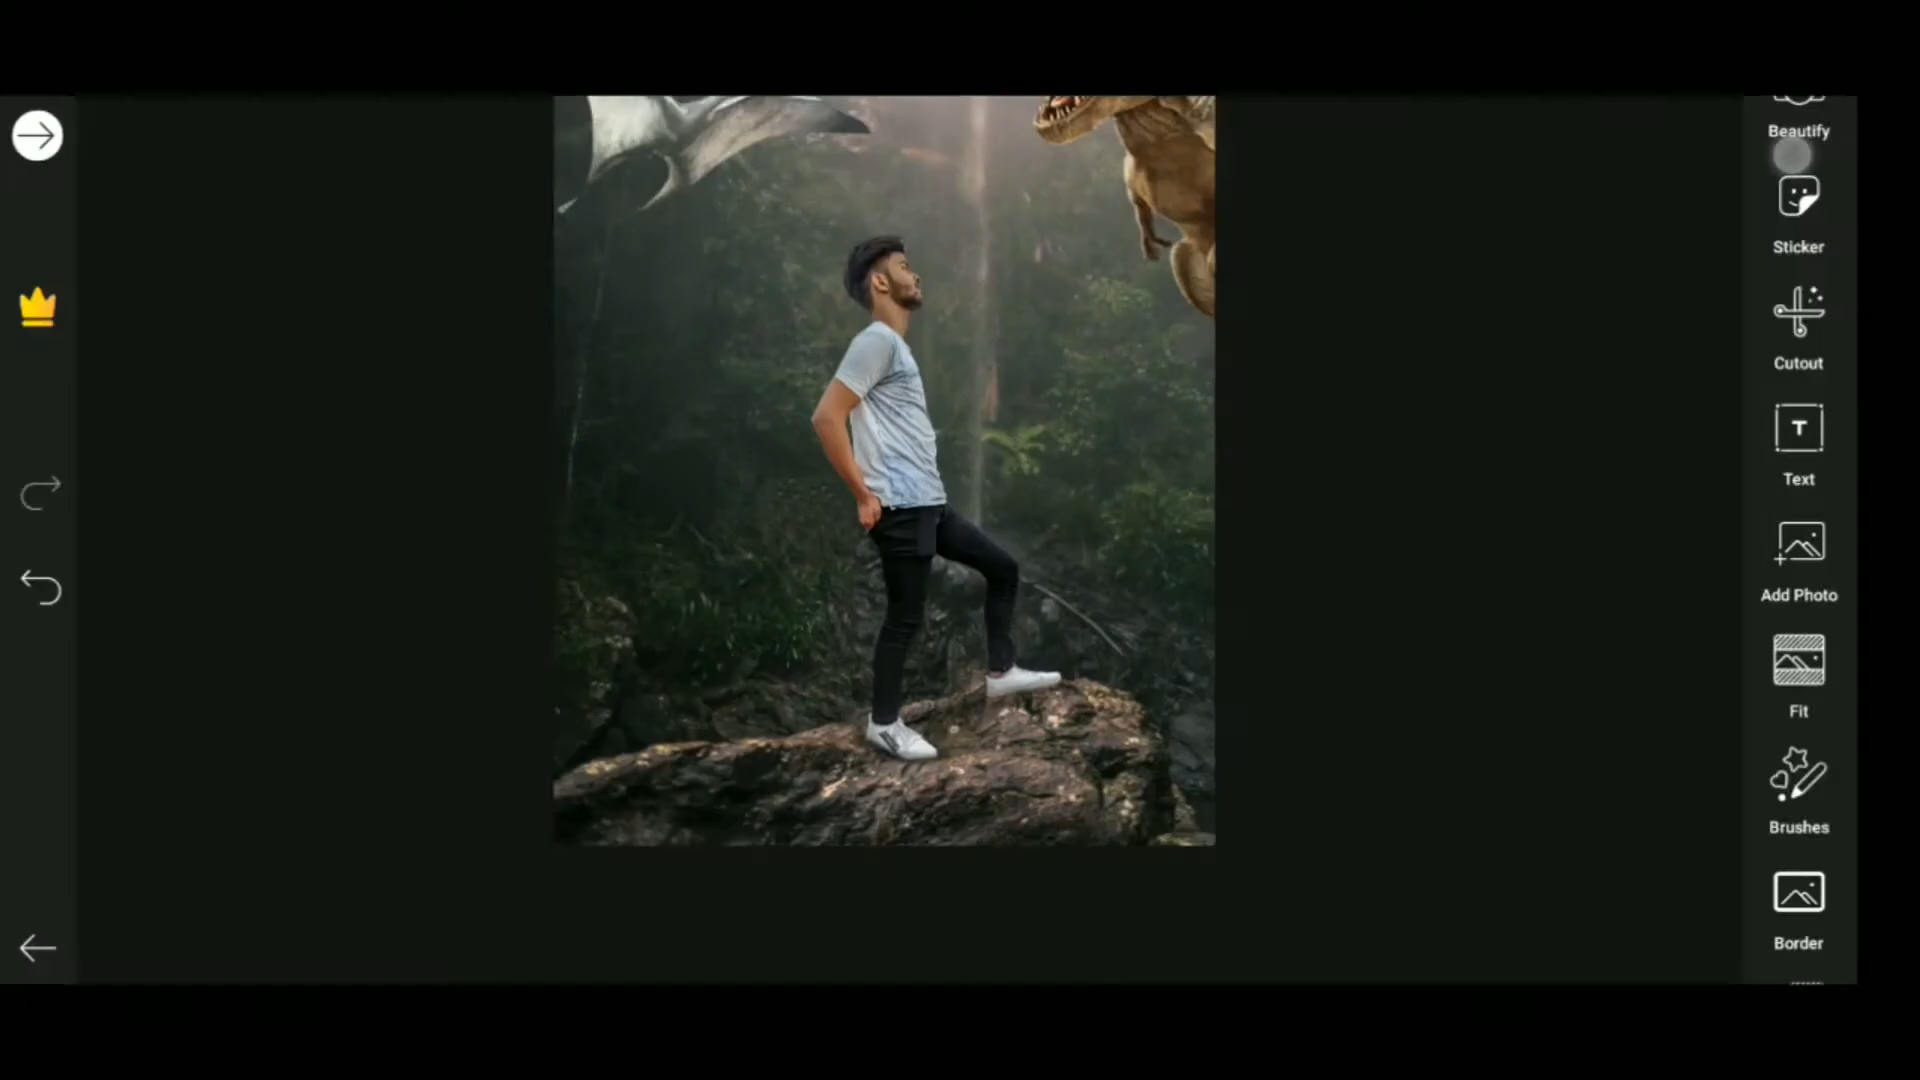 Beautify
Sticker
Cutout
Text
Add Photo
Fit
Brushes
Border